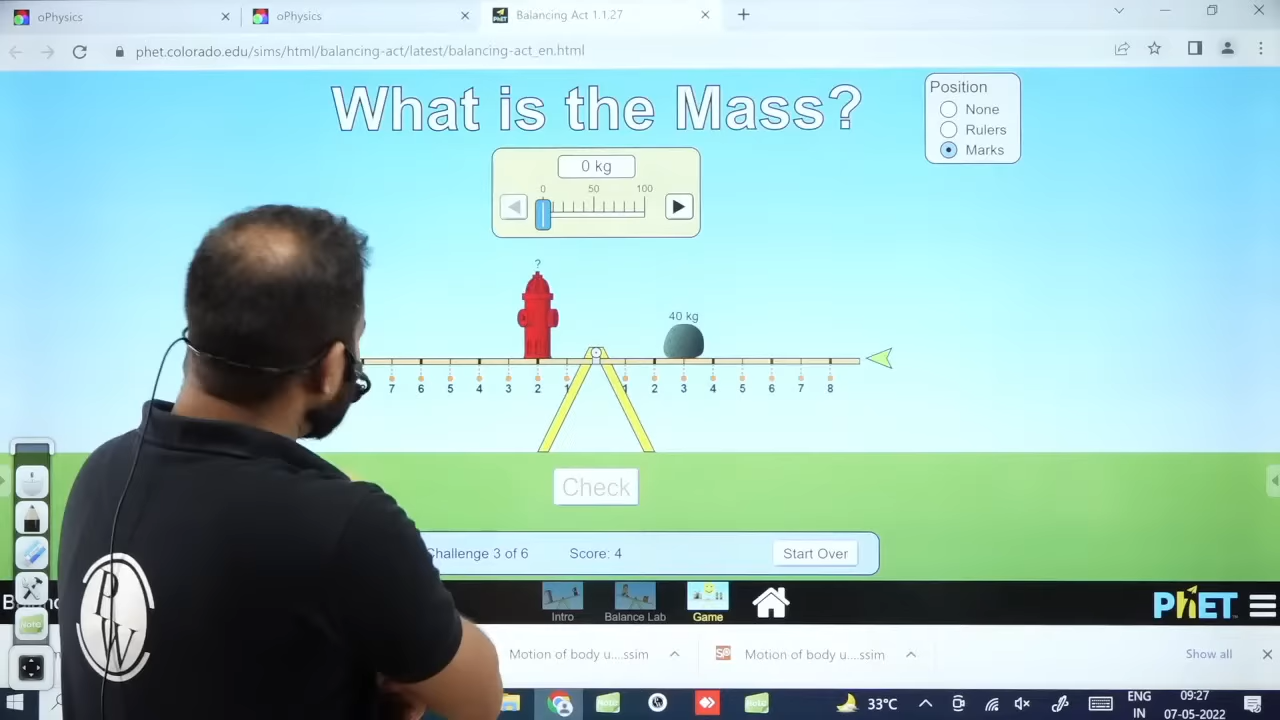 oPhysics
oPhysics
Balancing Act 1.1.27
phet.colorado.edu/sims/html/balancing-act/latest/balancing-act_en.html
What is the Mass?
Position
None
Rulers
Marks
0 kg
0 50 100
?
40 kg
7 6 5 4 3 2 1 1 2 3 4 5 6 7 8
Check
Challenge 3 of 6 Score: 4 Start Over
Intro Balance Lab Game
PhET
Motion of body u....ssim
Motion of body u....ssim
Show all
33°C
ENG
IN
09:27
07-05-2022
PW